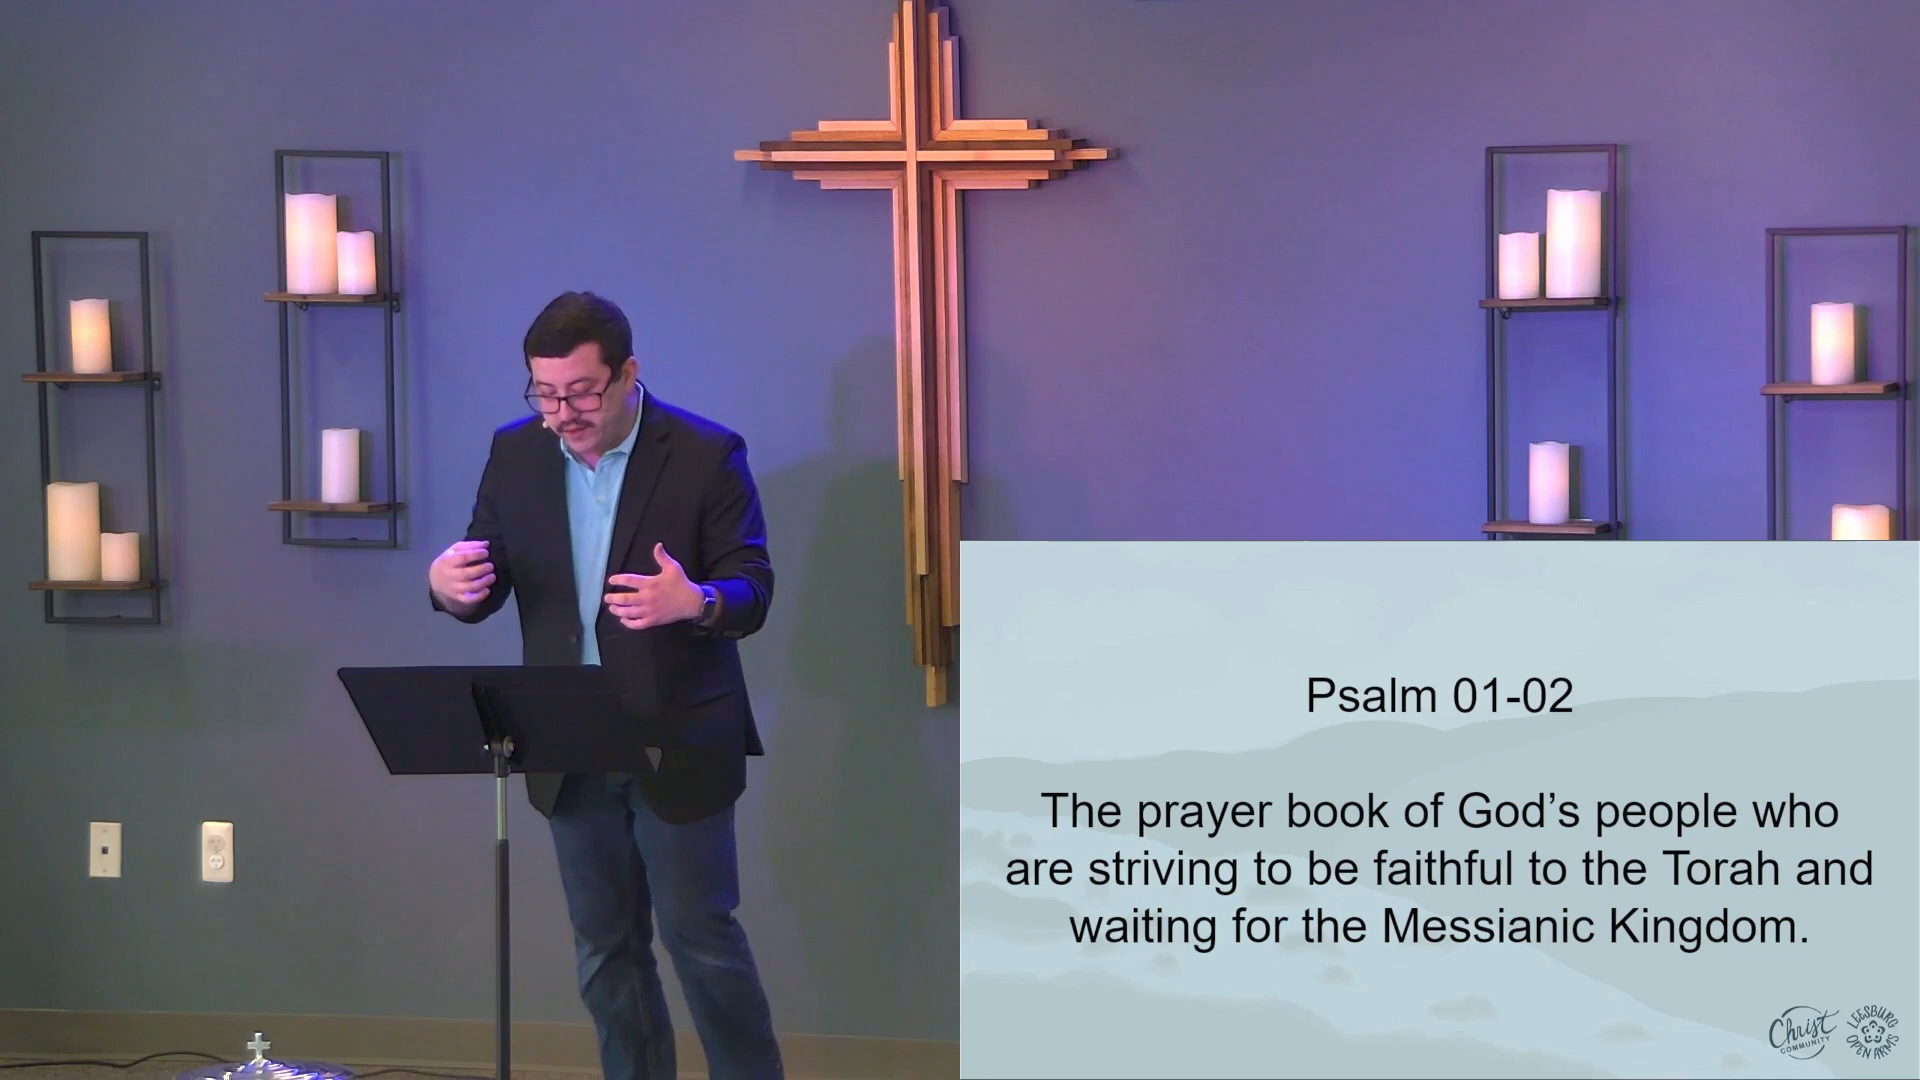 Psalm 01-02
The prayer book of God’s people who
are striving to be faithful to the Torah and
waiting for the Messianic Kingdom.
Christ
COMMUNITY
LEESBURG
OPEN ARMS